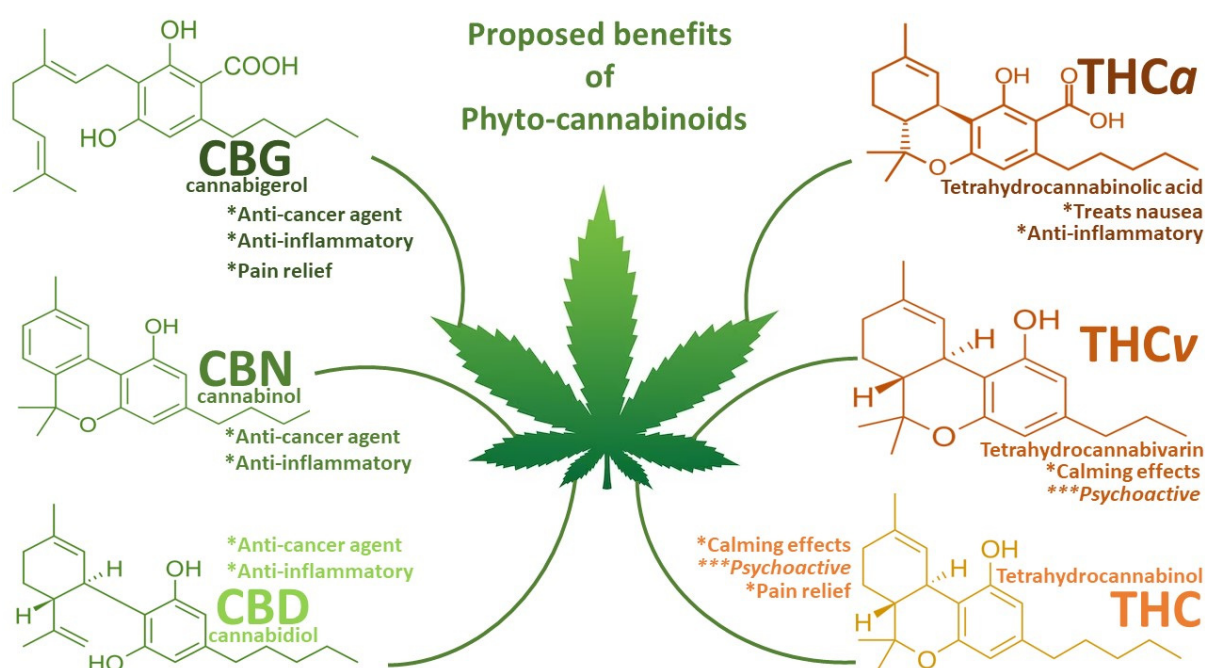 Proposed benefits
of
Phyto-cannabinoids
OH
COOH
HO
CBG
cannabigerol
*Anti-cancer agent
*Anti-inflammatory
*Pain relief
OH
O
CBN
cannabinol
*Anti-cancer agent
*Anti-inflammatory
*Anti-cancer agent
*Anti-inflammatory
H
OH
H
HO
CBD
cannabidiol
OH
O
OH
O
THCa
Tetrahydrocannabinolic acid
*Treats nausea
*Anti-inflammatory
H
OH
H
O
THCv
Tetrahydrocannabivarin
*Calming effects
***Psychoactive
*Calming effects
***Psychoactive
*Pain relief
OH
H
H
O
Tetrahydrocannabinol
THC